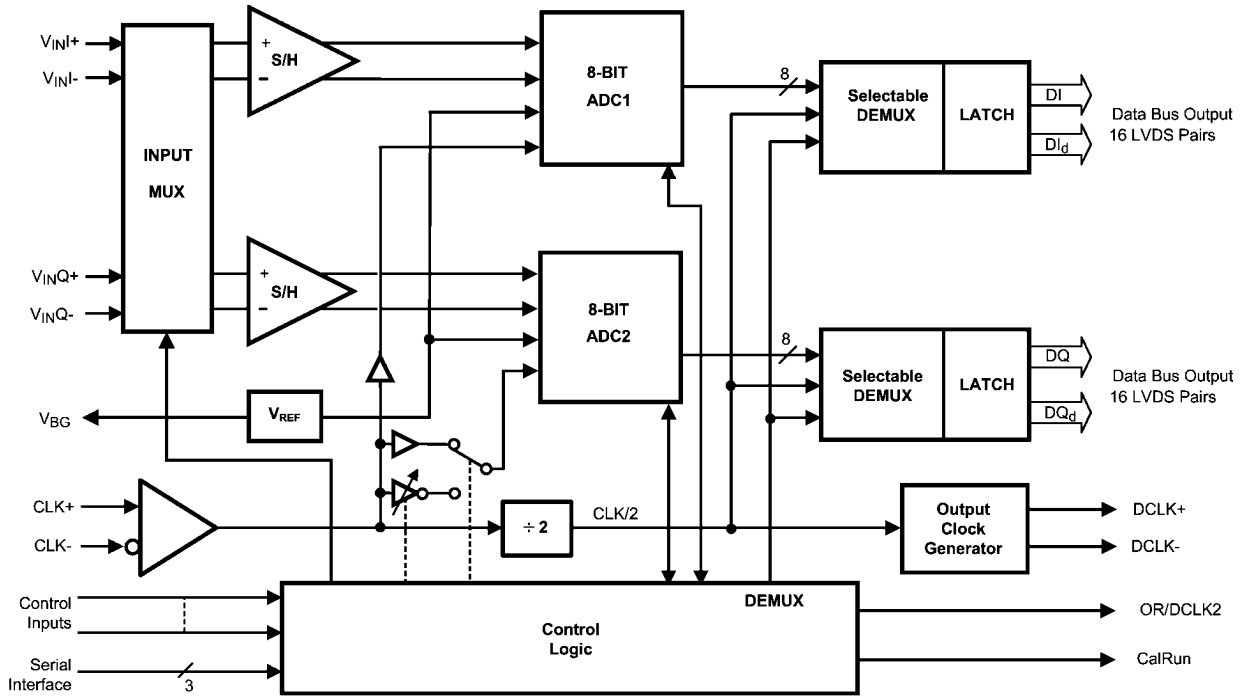 VINI+
VINI-
INPUT
MUX
+
S/H
–
8-BIT
ADC1
8
Selectable
DEMUX
LATCH
DI
DId
Data Bus Output
16 LVDS Pairs
VINQ+
VINQ-
+
S/H
–
8-BIT
ADC2
8
Selectable
DEMUX
LATCH
DQ
DQd
Data Bus Output
16 LVDS Pairs
VBG
VREF
CLK+
CLK-
÷ 2
CLK/2
Output
Clock
Generator
DCLK+
DCLK-
Control
Inputs
Serial
Interface
3
DEMUX
Control
Logic
OR/DCLK2
CalRun